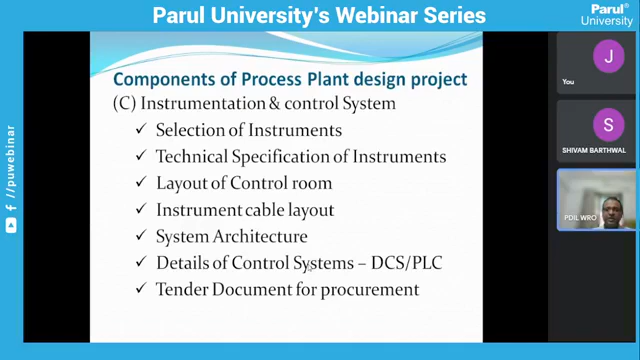 Parul University's Webinar Series
Parul®
University
Components of Process Plant design project
(C) Instrumentation & control System
✓ Selection of Instruments
✓ Technical Specification of Instruments
✓ Layout of Control room
✓ Instrument cable layout
✓ System Architecture
✓ Details of Control Systems – DCS/PLC
✓ Tender Document for procurement
J
You
S
SHIVAM BARTHWAL
PDIL WRO
f //puwebinar